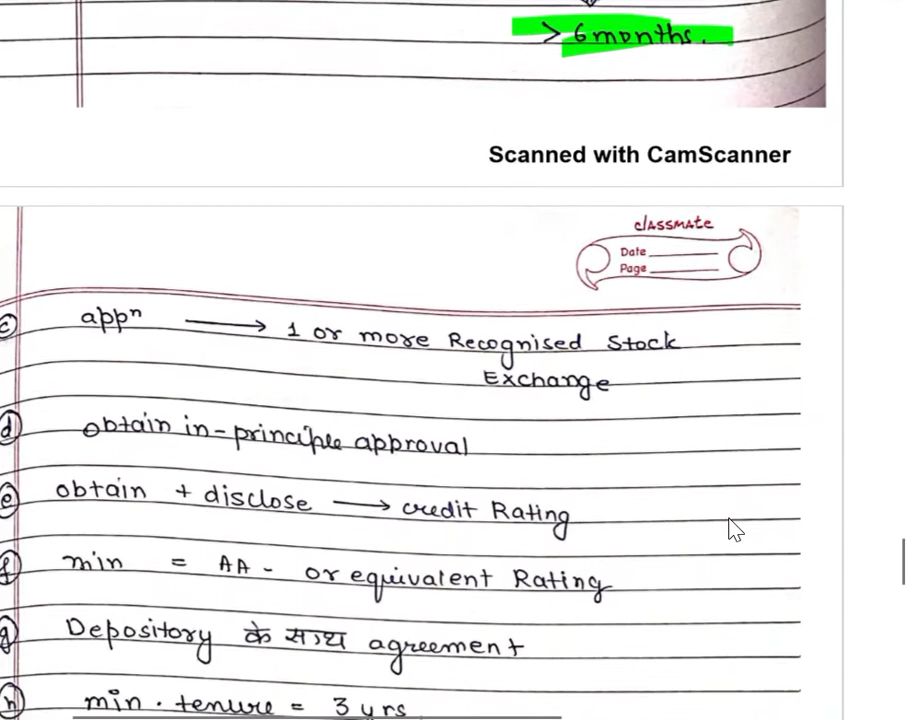 > 6 months.
Scanned with CamScanner
classmate
Date
Page
(c) appⁿ → 1 or more Recognised Stock
Exchange
(d) obtain in-principle approval
(e) obtain + disclose → credit Rating
(f) min = AA- or equivalent Rating
(g) Depository के साथ agreement
(h) min. tenure = 3 yrs